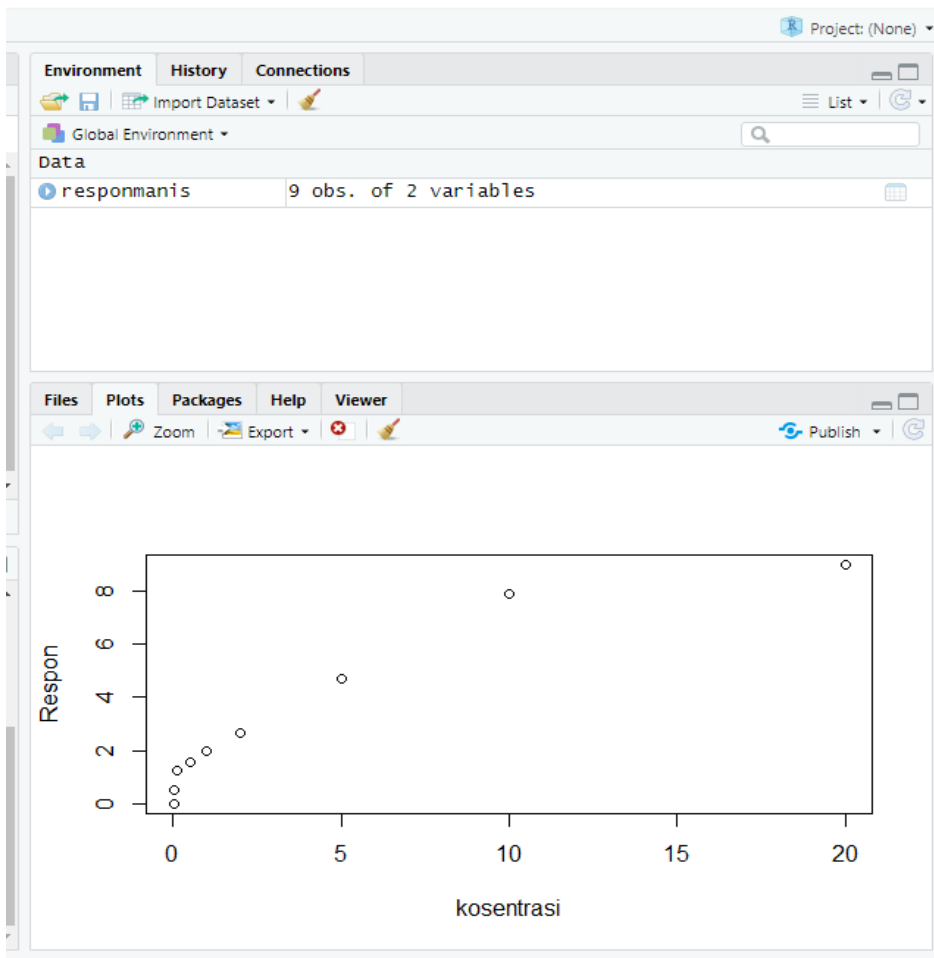 Project: (None)
Environment History Connections
Import Dataset
List
Global Environment
Data
responmanis 9 obs. of 2 variables
Files Plots Packages Help Viewer
Zoom Export Publish
8
6
4
2
0
Respon
0 5 10 15 20
kosentrasi